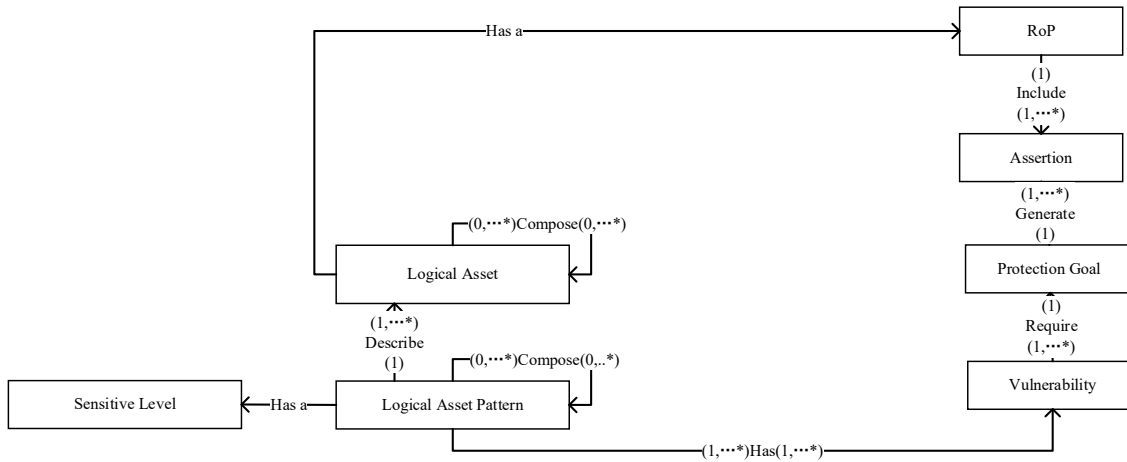 Has a
RoP
(1)
Include
(1,···*)
Assertion
(1,···*)
Generate
(1)
(0,···*)Compose(0,···*)
Logical Asset
Protection Goal
(1,···*)
Describe
(1)
(1)
Require
(1,···*)
(0,···*)Compose(0,..*)
Sensitive Level
Has a
Logical Asset Pattern
Vulnerability
(1,···*)Has(1,···*)